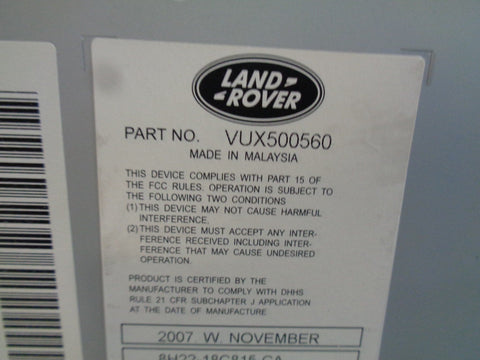 LAND-
-ROVER
PART NO. VUX500560
MADE IN MALAYSIA
THIS DEVICE COMPLIES WITH PART 15 OF
THE FCC RULES. OPERATION IS SUBJECT TO
THE FOLLOWING TWO CONDITIONS
(1)THIS DEVICE MAY NOT CAUSE HARMFUL
INTERFERENCE.
(2)THIS DEVICE MUST ACCEPT ANY INTER-
FERENCE RECEIVED INCLUDING INTER-
FERENCE THAT MAY CAUSE UNDESIRED
OPERATION.
PRODUCT IS CERTIFIED BY THE
MANUFACTURER TO COMPLY WITH DHHS
RULE 21 CFR SUBCHAPTER J APPLICATION
AT THE DATE OF MANUFACTURE
2007. W. NOVEMBER
8H22-18C815-CA